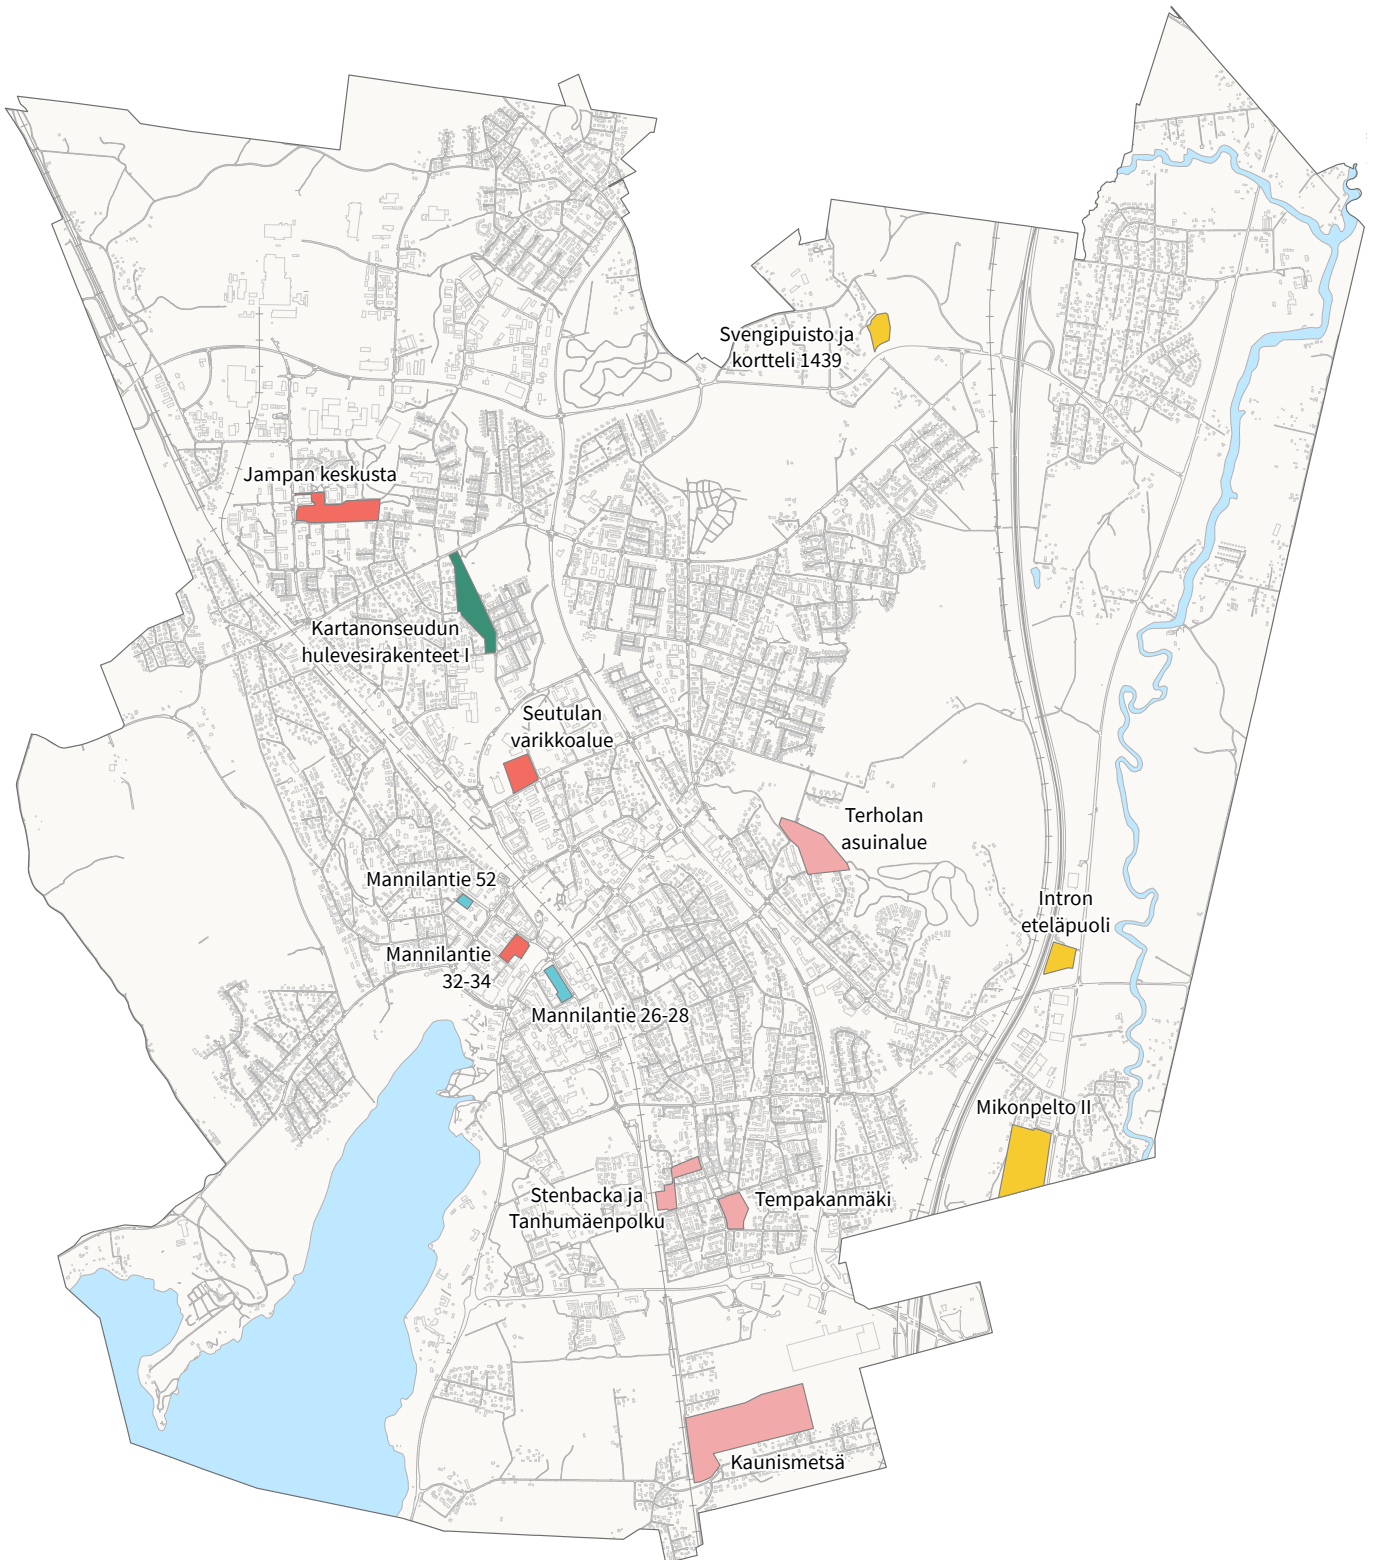 Svengipuisto ja
kortteli 1439
Jampan keskusta
Kartanonseudun
hulevesirakenteet I
Seutulan
varikkoalue
Terholan
asuinalue
Mannilantie 52
Intron
eteläpuoli
Mannilantie
32-34
Mannilantie 26-28
Mikonpelto II
Stenbacka ja
Tanhumäenpolku
Tempakanmäki
Kaunismetsä